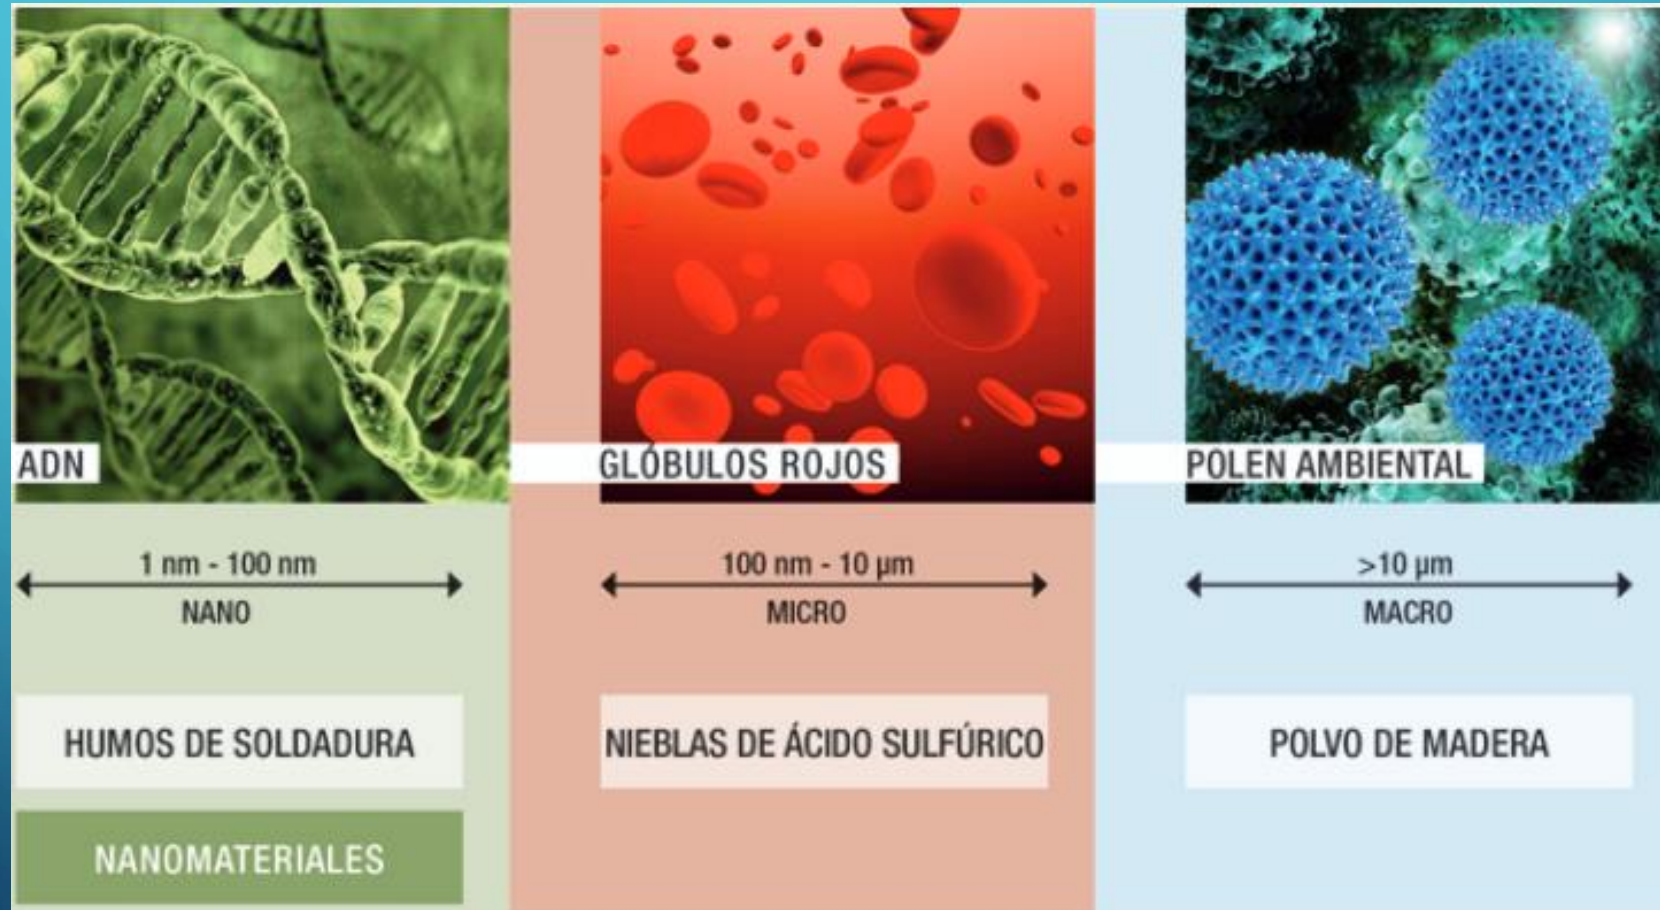 ADN
GLÓBULOS ROJOS
POLEN AMBIENTAL
1 nm - 100 nm
NANO
100 nm - 10 µm
MICRO
>10 µm
MACRO
HUMOS DE SOLDADURA
NIEBLAS DE ÁCIDO SULFÚRICO
POLVO DE MADERA
NANOMATERIALES